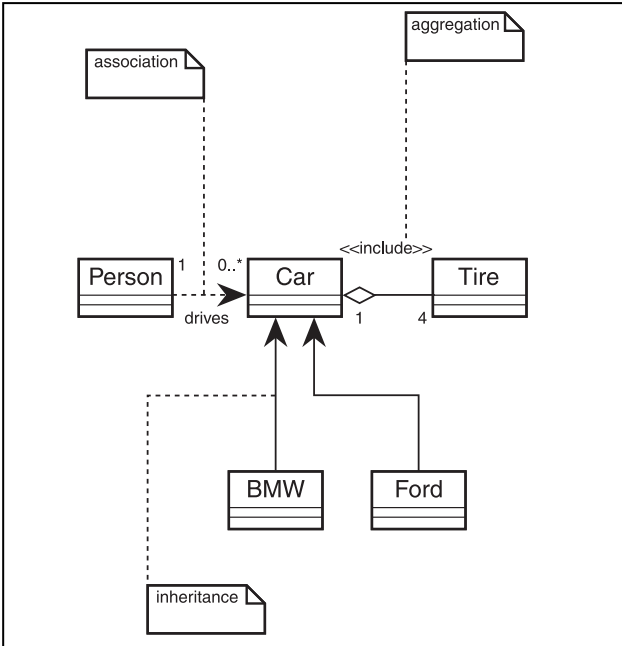 aggregation
association
<<include>>
Person
1
0..*
Car
Tire
drives
1
4
BMW
Ford
inheritance